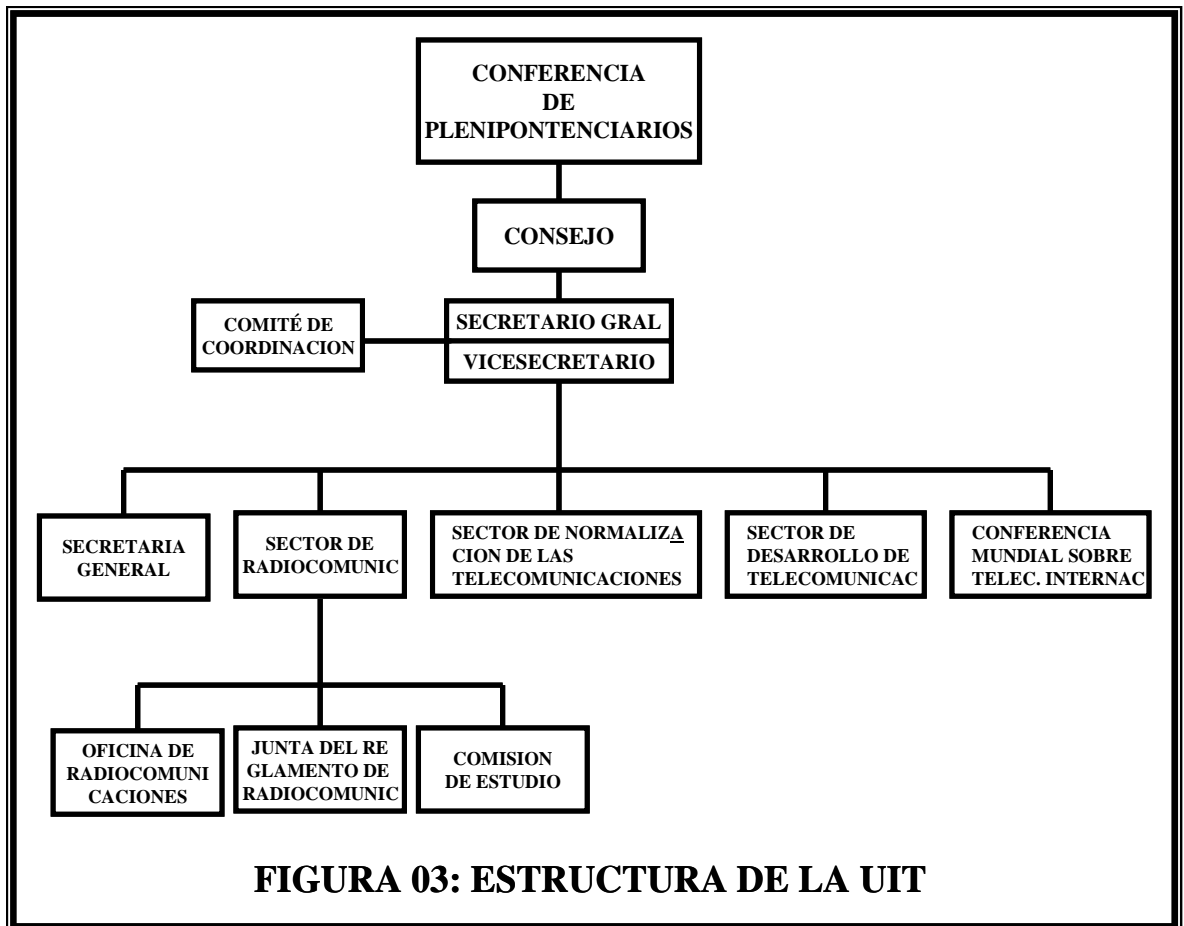 CONFERENCIA
DE
PLENIPONTENCIARIOS
CONSEJO
COMITÉ DE
COORDINACION
SECRETARIO GRAL
VICESECRETARIO
SECRETARIA
GENERAL
SECTOR DE
RADIOCOMUNIC
SECTOR DE NORMALIZA
CION DE LAS
TELECOMUNICACIONES
SECTOR DE
DESARROLLO DE
TELECOMUNICAC
CONFERENCIA
MUNDIAL SOBRE
TELEC. INTERNAC
OFICINA DE
RADIOCOMUNI
CACIONES
JUNTA DEL RE
GLAMENTO DE
RADIOCOMUNIC
COMISION
DE ESTUDIO
FIGURA 03: ESTRUCTURA DE LA UIT